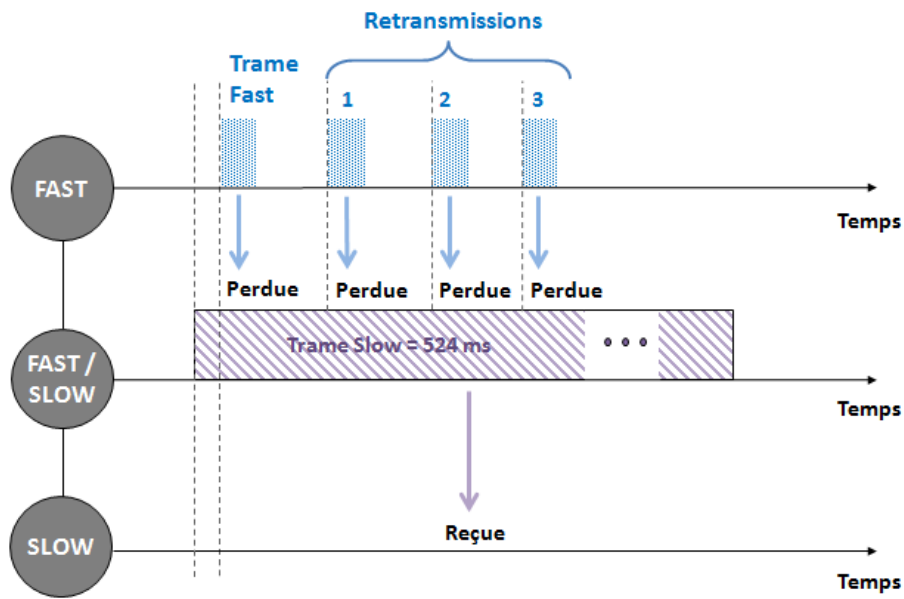 Retransmissions
Trame
Fast
1
2
3
FAST
Temps
Perdue
Perdue
Perdue
Perdue
Trame Slow = 524 ms
FAST /
SLOW
Temps
Reçue
SLOW
Temps